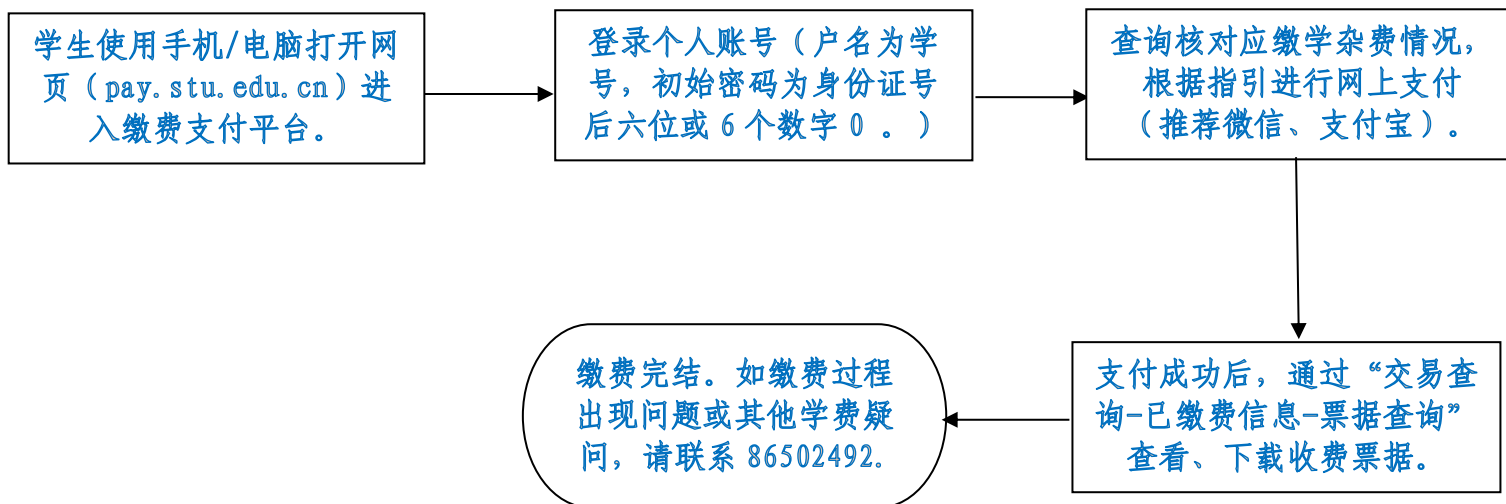 学生使用手机/电脑打开网
页（pay.stu.edu.cn）进
入缴费支付平台。
登录个人账号（户名为学
号，初始密码为身份证号
后六位或 6 个数字 0 。）
查询核对应缴学杂费情况，
根据指引进行网上支付
（推荐微信、支付宝）。
支付成功后，通过“交易查
询-已缴费信息-票据查询”
查看、下载收费票据。
缴费完结。如缴费过程
出现问题或其他学费疑
问，请联系 86502492.